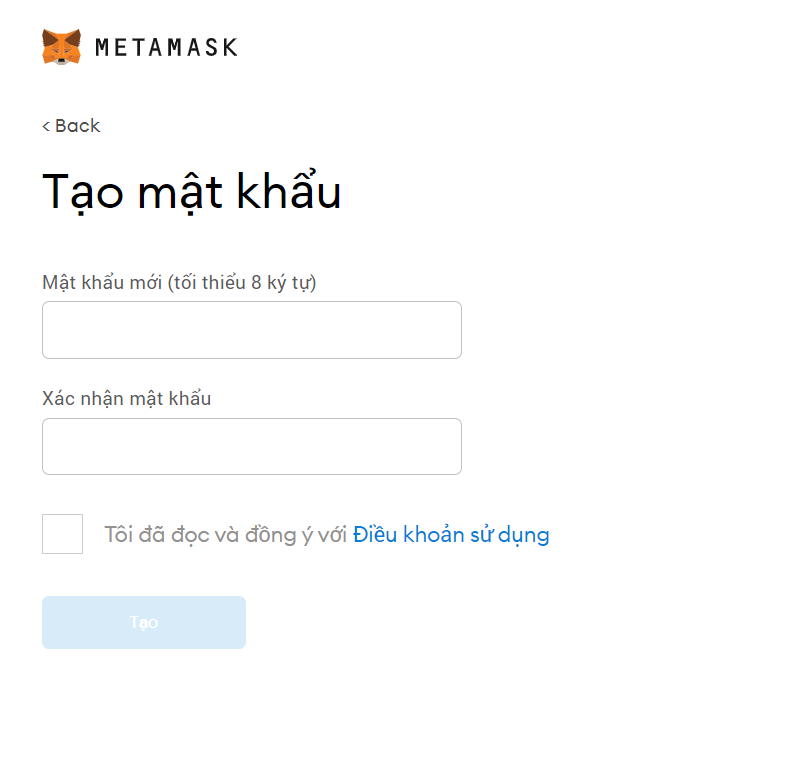 METAMASK
< Back
Tạo mật khẩu
Mật khẩu mới (tối thiểu 8 ký tự)
Xác nhận mật khẩu
Tôi đã đọc và đồng ý với Điều khoản sử dụng
Tạo